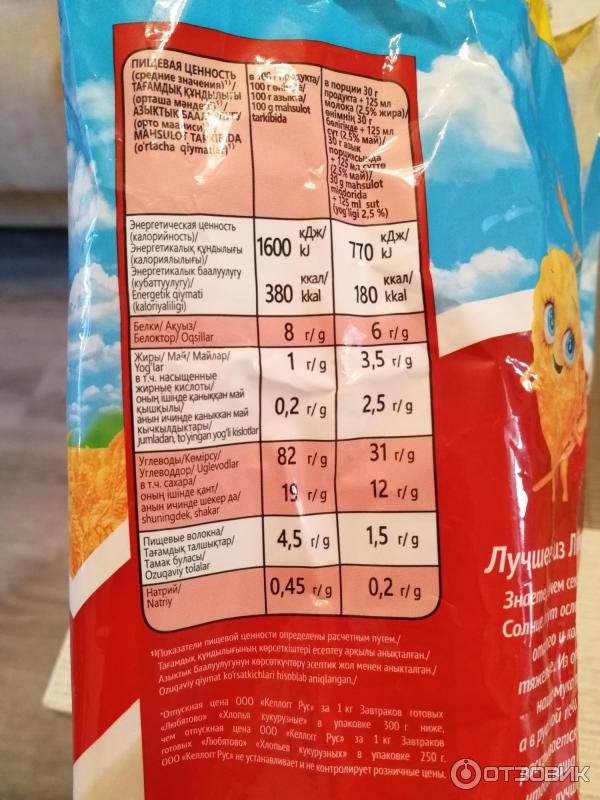 ПИЩЕВАЯ ЦЕННОСТЬ
(средние значения)¹⁾/
ТАҒАМДЫҚ ҚҰНДЫЛЫҒЫ
(орташа мәндері)¹⁾/
АЗЫКТЫК БААЛУУЛУГУ
(орто мааниси)
MAHSULOT TARKIBIDA
(o'rtacha qiymatlar)¹⁾
в 100 г продукта/
100 г өнімде/
100 г азыкта/
100 g mahsulot
tarkibida
в порции 30 г
продукта + 125 мл
молока (2,5% жира)/
өнімнің 30 г
бөлігінде + 125 мл
сүт (2,5% май)/
30 г азык
порциясында
+ 125 мл сүттө
(2,5% май)/
30 g mahsulot
miqdorida
+ 125 ml sut
(yog'ligi 2,5 %)
Энергетическая ценность
(калорийность)/
Энергетикалық құндылығы
(калориялылығы)/
Энергетикалык баалуулугу
(кубаттуулугу)/
Energetik qiymati
(kaloriyaliligi)
1600 кДж/ kJ
770 кДж/ kJ
380 ккал/ kkal
180 ккал/ kkal
Белки/ Ақуыз/
Белоктор/ Oqsillar
8 г/g
6 г/g
Жиры/ Май/ Майлар/
Yog'lar
1 г/g
3,5 г/g
в т.ч. насыщенные
жирные кислоты/
оның ішінде қаныққан май
қышқылы/
анын ичинде каныккан май
кычкылдыктары/
jumladan, to'yingan yog'li kislotlar
0,2 г/g
2,5 г/g
Углеводы/Көмірсу/
Углеводдор/ Uglevodlar
82 г/g
31 г/g
в т.ч. сахара/
оның ішінде қант/
анын ичинде шекер да/
shuningdek, shakar
19 г/g
12 г/g
Пищевые волокна/
Тағамдық талшықтар/
Тамак буласы/
Ozuqaviy tolalar
4,5 г/g
1,5 г/g
Натрий/
Natriy
0,45 г/g
0,2 г/g
¹⁾Показатели пищевой ценности определены расчетным путем./
Тағамдық құндылығының көрсеткіштері есептеу арқылы анықталған./
Азыктык баалуулугунун көрсөткүчтөрү эсептик жол менен аныкталган./
Ozuqaviy qiymat ko'rsatkichlari hisoblab aniqlangan./
*Отпускная цена ООО «Келлогг Рус» за 1 кг Завтраков готовых
«Любятово» «Хлопья кукурузные» в упаковке 300 г ниже,
чем отпускная цена ООО «Келлогг Рус» за 1 кг Завтраков
готовых «Любятово» «Хлопьев кукурузных» в упаковке 250 г.
ООО «Келлогг Рус» не устанавливает и не контролирует розничные цены.
Лучшее из
Знаете чем
ОТЗОВИК